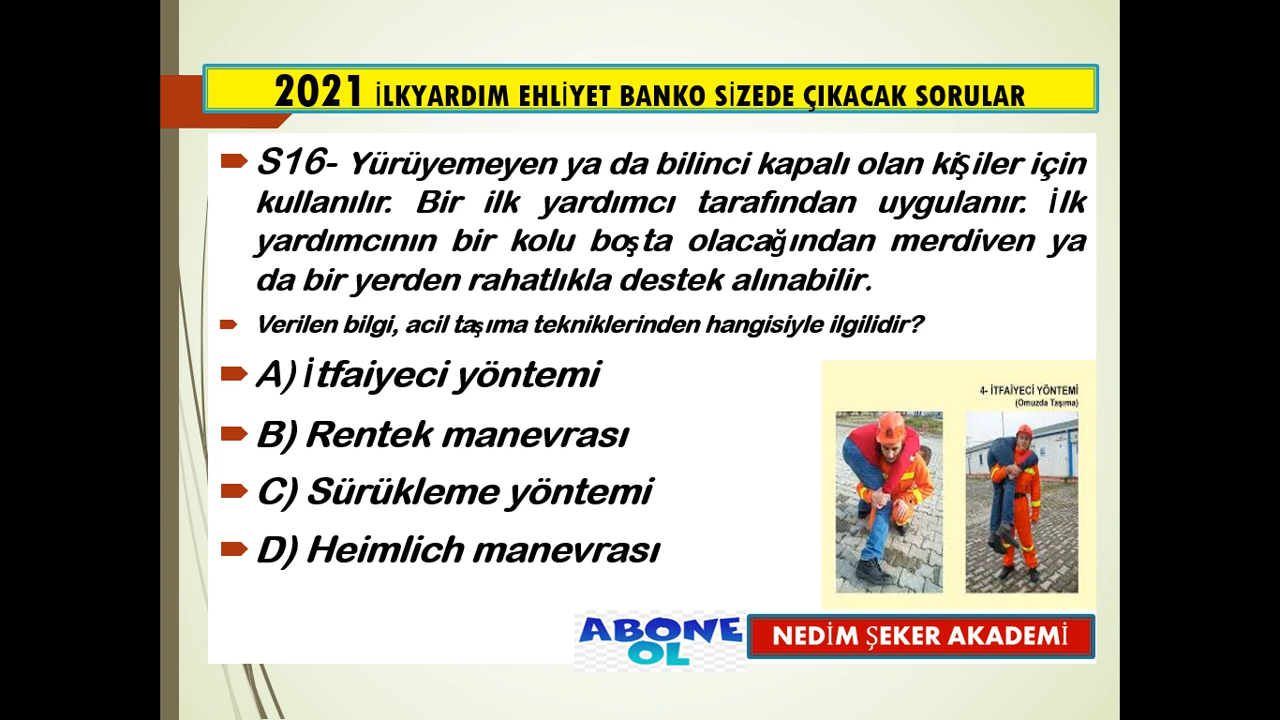 2021 İLKYARDIM EHLİYET BANKO SİZEDE ÇIKACAK SORULAR
S16- Yürüyemeyen ya da bilinci kapalı olan kişiler için
kullanılır. Bir ilk yardımcı tarafından uygulanır. İlk
yardımcının bir kolu boşta olacağından merdiven ya
da bir yerden rahatlıkla destek alınabilir.
Verilen bilgi, acil taşıma tekniklerinden hangisiyle ilgilidir?
A) İtfaiyeci yöntemi
B) Rentek manevrası
C) Sürükleme yöntemi
D) Heimlich manevrası
4- İTFAİYECİ YÖNTEMİ
(Omuzda Taşıma)
ABONE
OL
NEDİM ŞEKER AKADEMİ